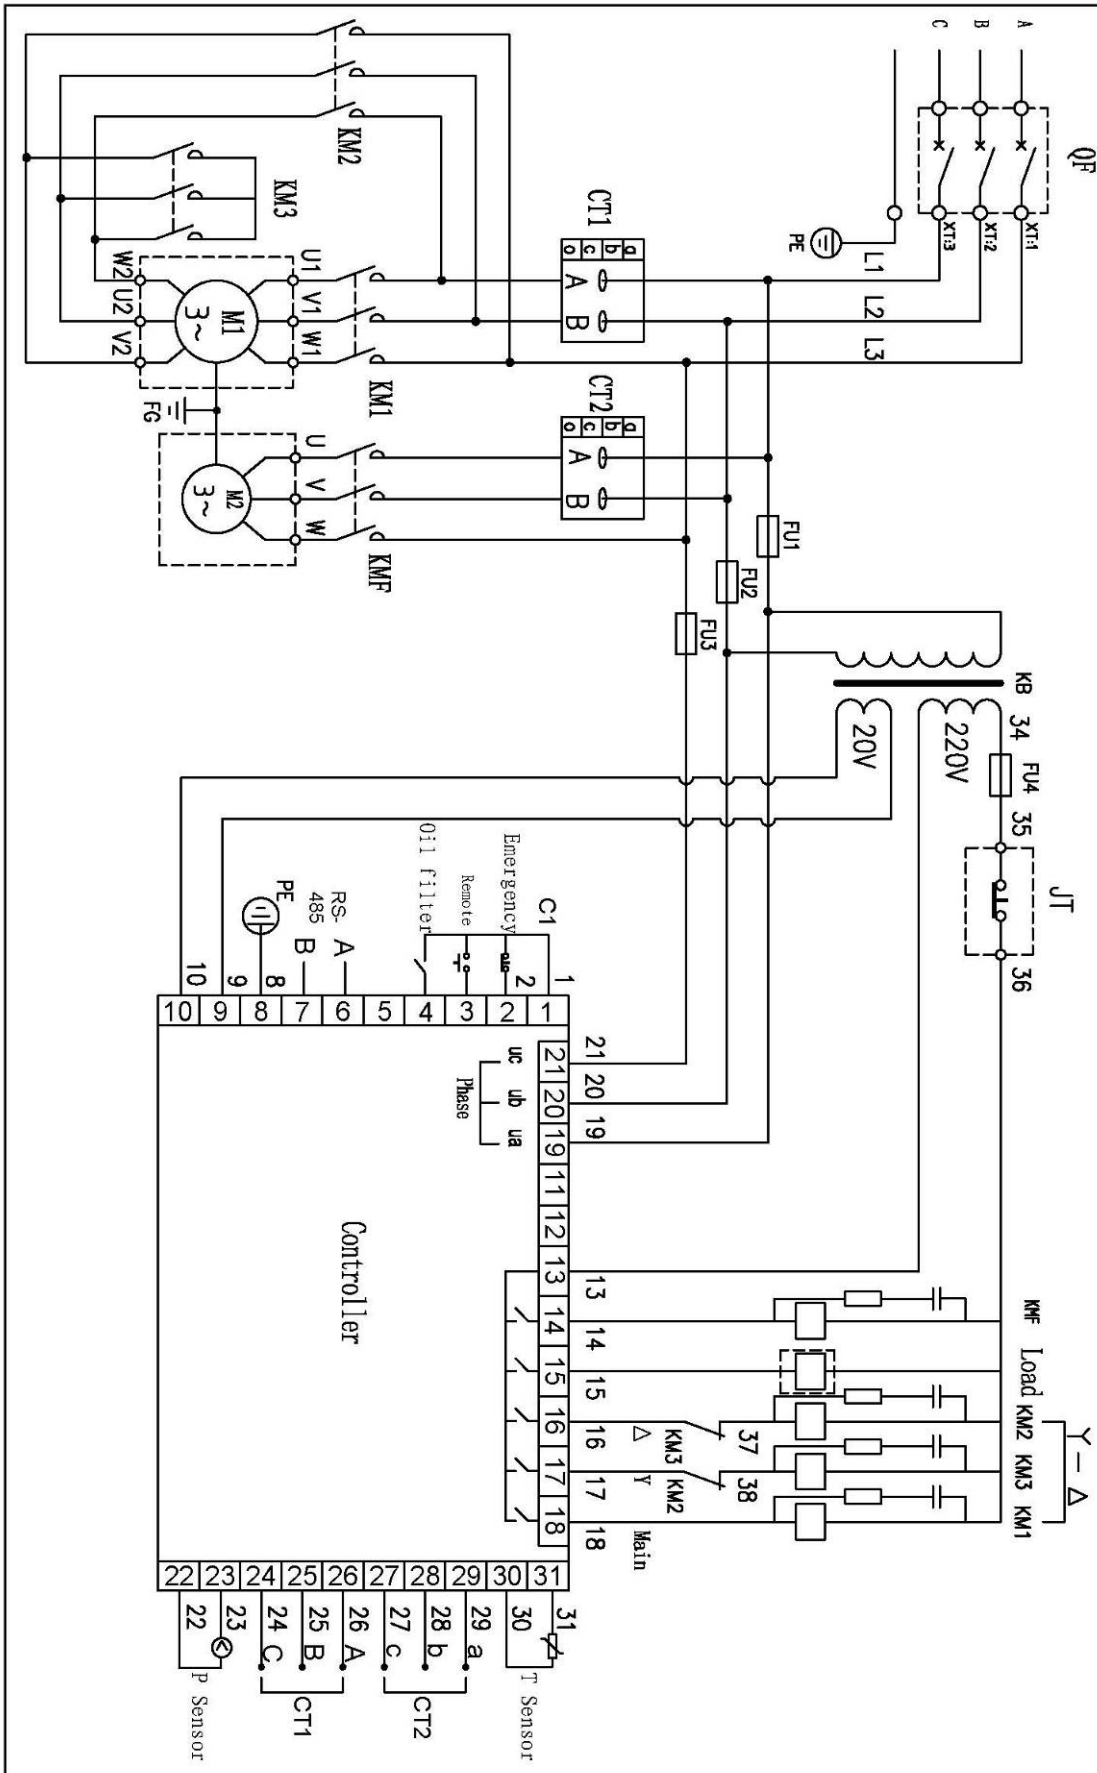 A
B
C
QF
XT:1
XT:2
XT:3
PE
L1
L2
L3
KM2
KM3
CT1
o c b a
A
B
W2
U2
V2
M1
3~
U1
V1
W1
KM1
FG
CT2
o c b a
A
B
M2
3~
U
V
W
KMF
FU1
FU2
FU3
KB
20V
220V
34
FU4
35
JT
36
Oil filter
Remote
Emergency
C1
PE
RS-
485
A
B
10
9
8
2
1
10 9 8 7 6 5 4 3 2 1
uc
ub
ua
Phase
21
20
19
21 20 19 11 12 13 14 15 16 17 18
13
14
15
16
17
18
Δ
Y
KM3
KM2
Main
37
38
KMF
Load
KM2
KM3
KM1
Y — Δ
Controller
22 23 24 25 26 27 28 29 30 31
22
23
24 C
25 B
26 A
27 c
28 b
29 a
30
31
P Sensor
CT1
CT2
T Sensor